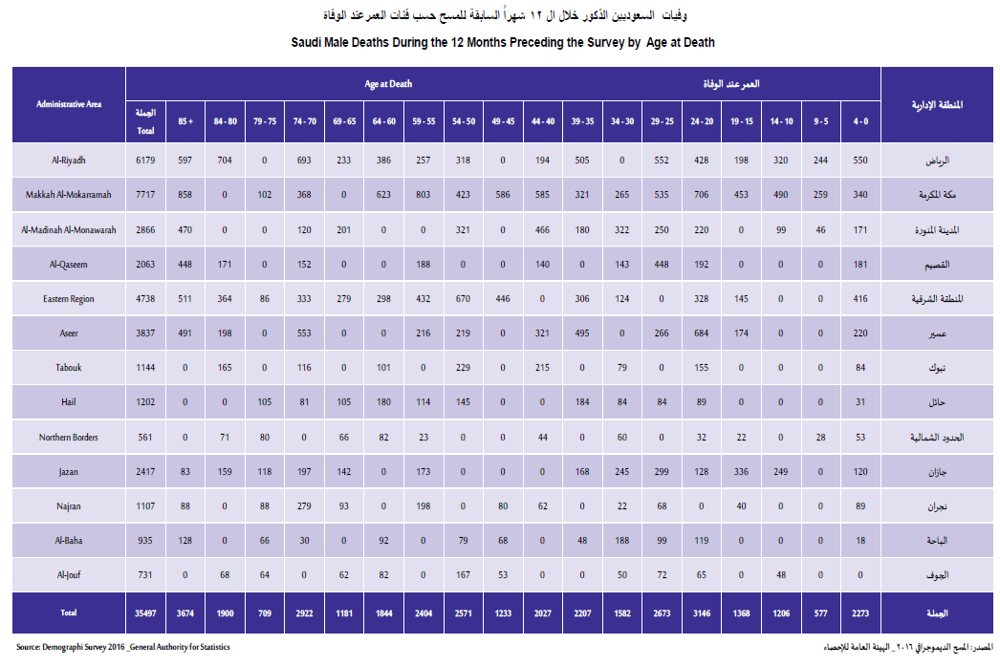 وفيات السعوديين الذكور خلال ال ١٢ شهراً السابقة للمسح حسب فئات العمر عند الوفاة
Saudi Male Deaths During the 12 Months Preceding the Survey by Age at Death
Administrative Area Age at Death العمر عند الوفاة المنطقة الإدارية
الجملة Total 85 + 84 - 80 79 - 75 74 - 70 69 - 65 64 - 60 59 - 55 54 - 50 49 - 45 44 - 40 39 - 35 34 - 30 29 - 25 24 - 20 19 - 15 14 - 10 9 - 5 4 - 0
Al-Riyadh 6179 597 704 0 693 233 386 257 318 0 194 505 0 552 428 198 320 244 550 الرياض
Makkah Al-Mokarramah 7717 858 0 102 368 0 623 803 423 586 585 321 265 535 706 453 490 259 340 مكة المكرمة
Al-Madinah Al-Monawarah 2866 470 0 0 120 201 0 0 321 0 466 180 322 250 220 0 99 46 171 المدينة المنورة
Al-Qaseem 2063 448 171 0 152 0 0 188 0 0 140 0 143 448 192 0 0 0 181 القصيم
Eastern Region 4738 511 364 86 333 279 298 432 670 446 0 306 124 0 328 145 0 0 416 المنطقة الشرقية
Aseer 3837 491 198 0 553 0 0 216 219 0 321 495 0 266 684 174 0 0 220 عسير
Tabouk 1144 0 165 0 116 0 101 0 229 0 215 0 79 0 155 0 0 0 84 تبوك
Hail 1202 0 0 105 81 105 180 114 145 0 0 184 84 84 89 0 0 0 31 حائل
Northern Borders 561 0 71 80 0 66 82 23 0 0 44 0 60 0 32 22 0 28 53 الحدود الشمالية
Jazan 2417 83 159 118 197 142 0 173 0 0 0 168 245 299 128 336 249 0 120 جازان
Najran 1107 88 0 88 279 93 0 198 0 80 62 0 22 68 0 40 0 0 89 نجران
Al-Baha 935 128 0 66 30 0 92 0 79 68 0 48 188 99 119 0 0 0 18 الباحة
Al-Jouf 731 0 68 64 0 62 82 0 167 53 0 0 50 72 65 0 48 0 0 الجوف
Total 35497 3674 1900 709 2922 1181 1844 2404 2571 1233 2027 2207 1582 2673 3146 1368 1206 577 2273 الجملة
Source: Demographi Survey 2016 _General Authority for Statistics المصدر: المسح الديموجرافي ٢٠١٦ _ الهيئة العامة للإحصاء